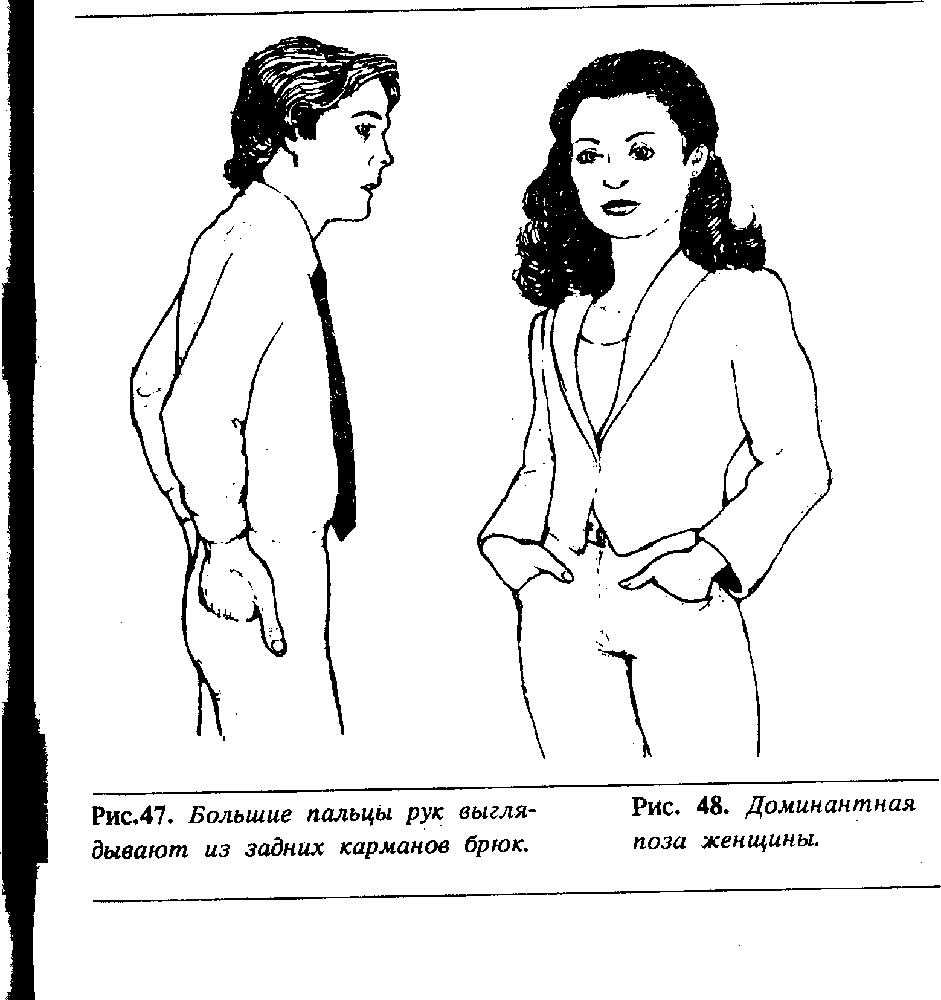 Рис.47. Большие пальцы рук выгля-
дывают из задних карманов брюк.
Рис. 48. Доминантная
поза женщины.